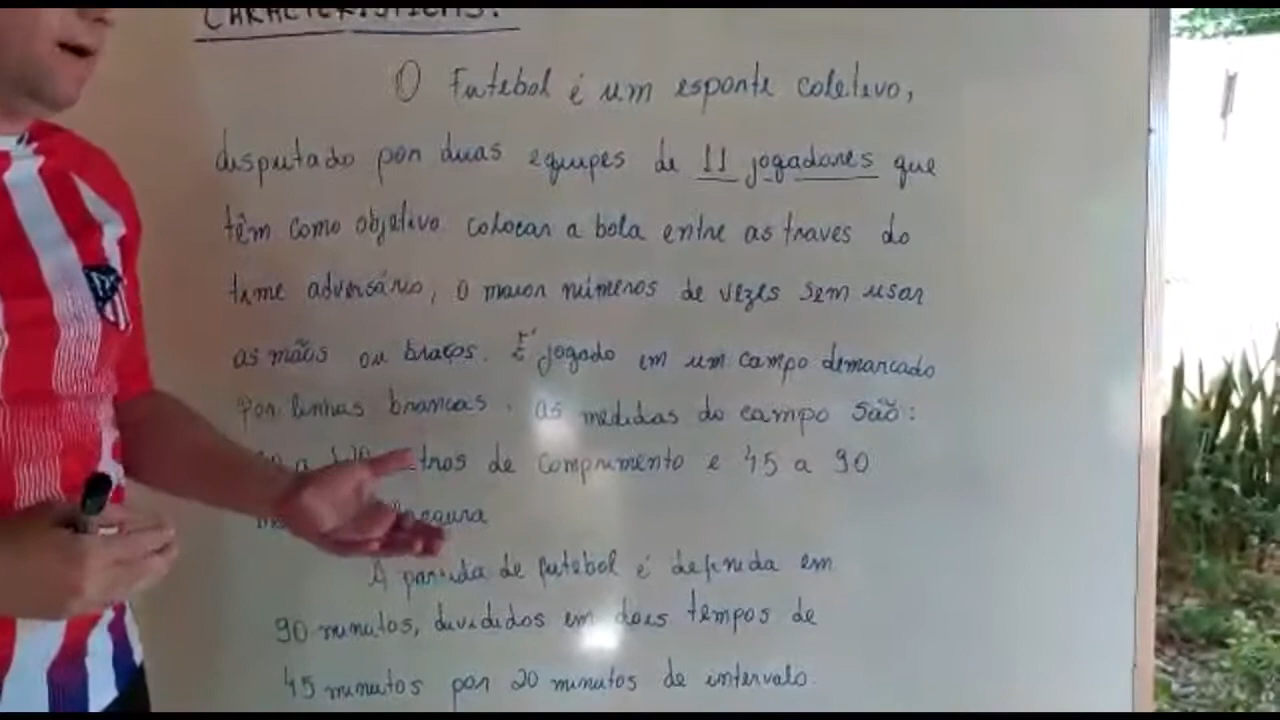 CARACTERÍSTICAS:
O Futebol é um esporte coletivo,
disputado por duas equipes de 11 jogadores que
têm como objetivo colocar a bola entre as traves do
time adversário, o maior números de vezes sem usar
as mãos ou braços. É jogado em um campo demarcado
por linhas brancas. As medidas do campo são:
de comprimento e 45 a 90
A partida de futebol é definida em
90 minutos, divididos em dois tempos de
45 minutos por 20 minutos de intervalo.